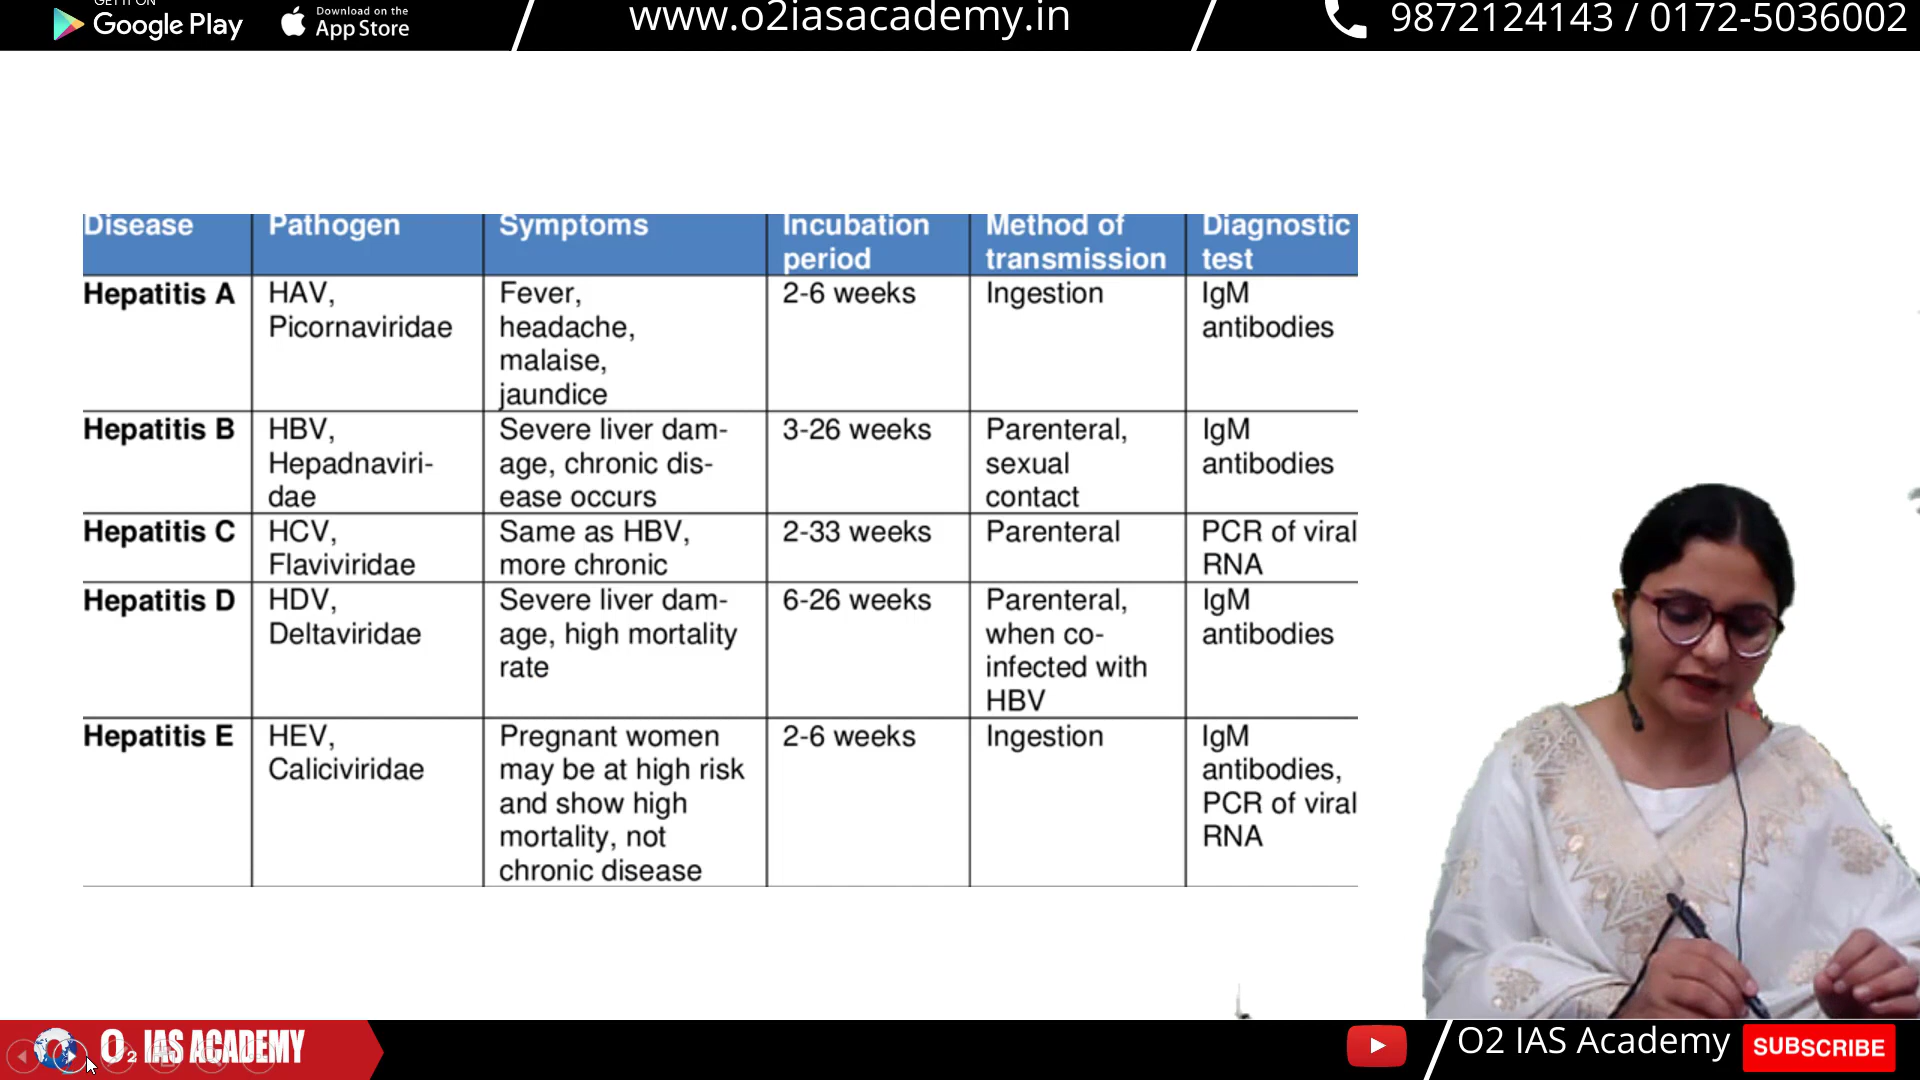 GET IT ON
Google Play
Download on the
App Store
www.o2iasacademy.in
9872124143 / 0172-5036002
Disease
Pathogen
Symptoms
Incubation
period
Method of
transmission
Diagnostic
test
Hepatitis A
HAV,
Picornaviridae
Fever,
headache,
malaise,
jaundice
2-6 weeks
Ingestion
IgM
antibodies
Hepatitis B
HBV,
Hepadnaviri-
dae
Severe liver dam-
age, chronic dis-
ease occurs
3-26 weeks
Parenteral,
sexual
contact
IgM
antibodies
Hepatitis C
HCV,
Flaviviridae
Same as HBV,
more chronic
2-33 weeks
Parenteral
PCR of viral
RNA
Hepatitis D
HDV,
Deltaviridae
Severe liver dam-
age, high mortality
rate
6-26 weeks
Parenteral,
when co-
infected with
HBV
IgM
antibodies
Hepatitis E
HEV,
Caliciviridae
Pregnant women
may be at high risk
and show high
mortality, not
chronic disease
2-6 weeks
Ingestion
IgM
antibodies,
PCR of viral
RNA
O2 IAS ACADEMY
O2 IAS Academy
SUBSCRIBE